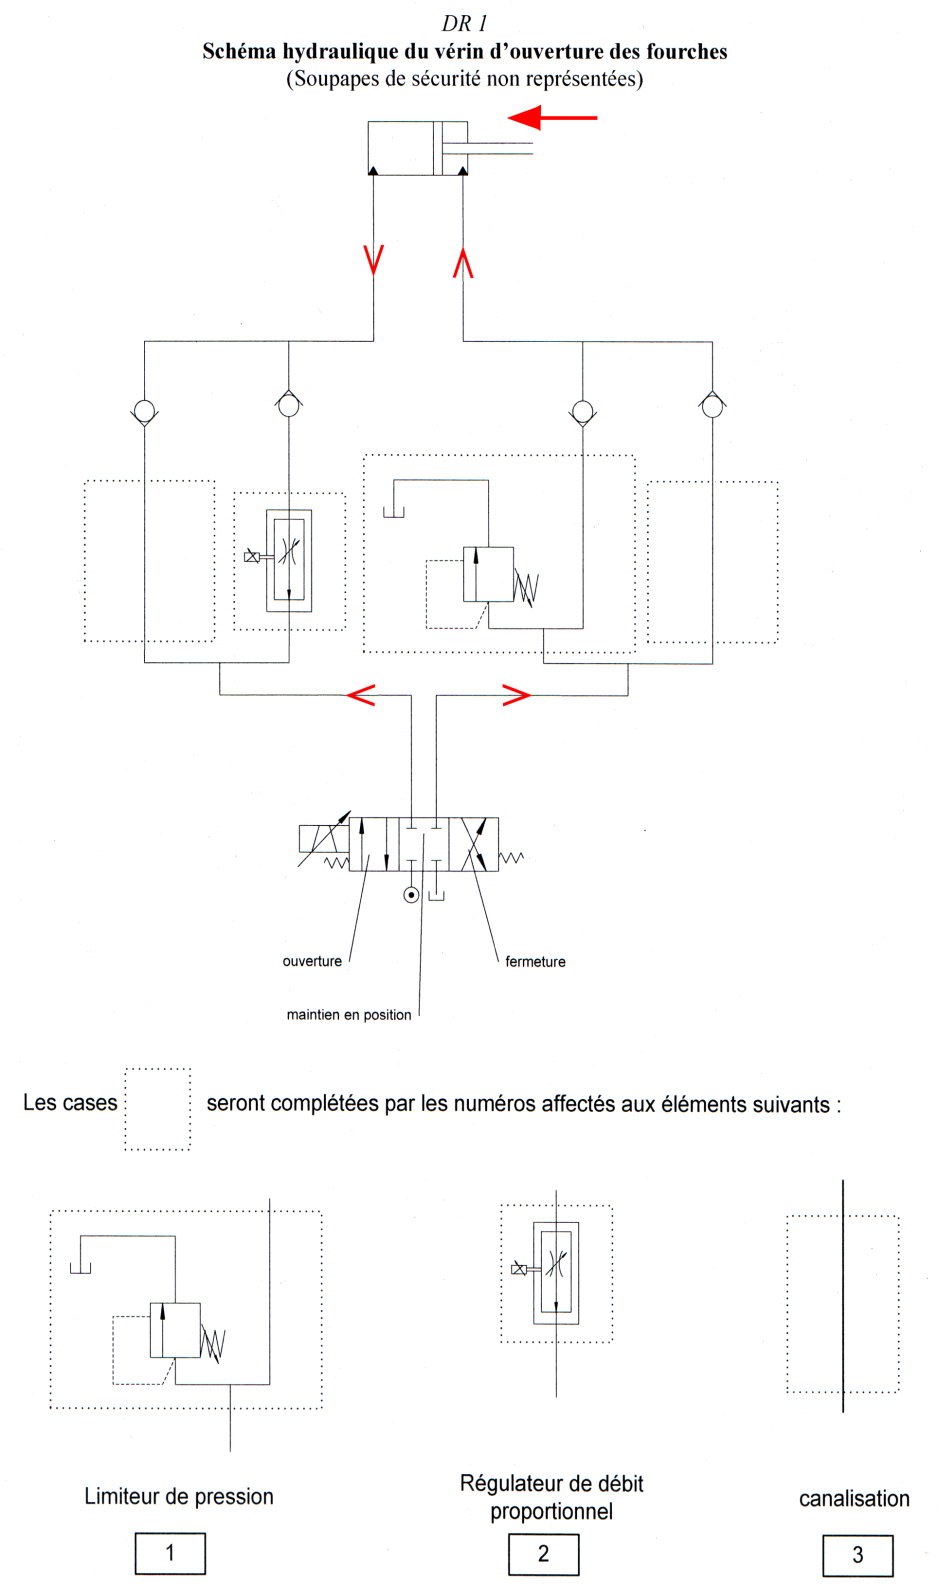 DR 1
Schéma hydraulique du vérin d'ouverture des fourches
(Soupapes de sécurité non représentées)
ouverture
fermeture
maintien en position
Les cases seront complétées par les numéros affectés aux éléments suivants :
Limiteur de pression
Régulateur de débit
proportionnel
canalisation
1
2
3